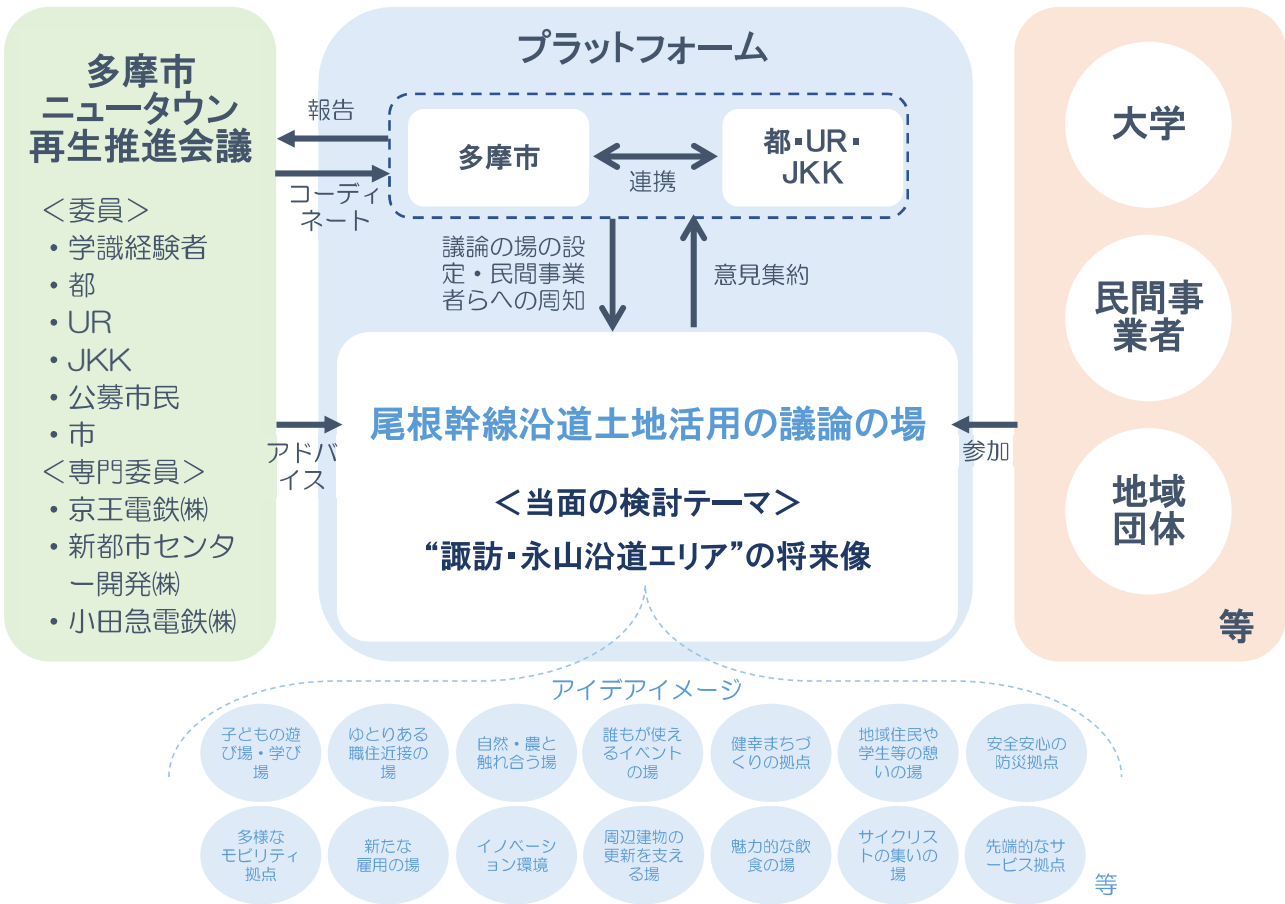 多摩市
ニュータウン
再生推進会議
＜委員＞
・学識経験者
・都
・UR
・JKK
・公募市民
・市
＜専門委員＞
・京王電鉄㈱
・新都市センタ
ー開発㈱
・小田急電鉄㈱
報告
コーディ
ネート
アドバ
イス
プラットフォーム
多摩市
連携
都・UR・
JKK
議論の場の設
定・民間事業
者らへの周知
意見集約
尾根幹線沿道土地活用の議論の場
＜当面の検討テーマ＞
“諏訪・永山沿道エリア”の将来像
参加
大学
民間事
業者
地域
団体
等
アイデアイメージ
子どもの遊
び場・学び
場
ゆとりある
職住近接の
場
自然・農と
触れ合う場
誰もが使え
るイベント
の場
健幸まちづ
くりの拠点
地域住民や
学生等の憩
いの場
安全安心の
防災拠点
多様な
モビリティ
拠点
新たな
雇用の場
イノベーシ
ョン環境
周辺建物の
更新を支え
る場
魅力的な飲
食の場
サイクリス
トの集いの
場
先端的なサ
ービス拠点
等